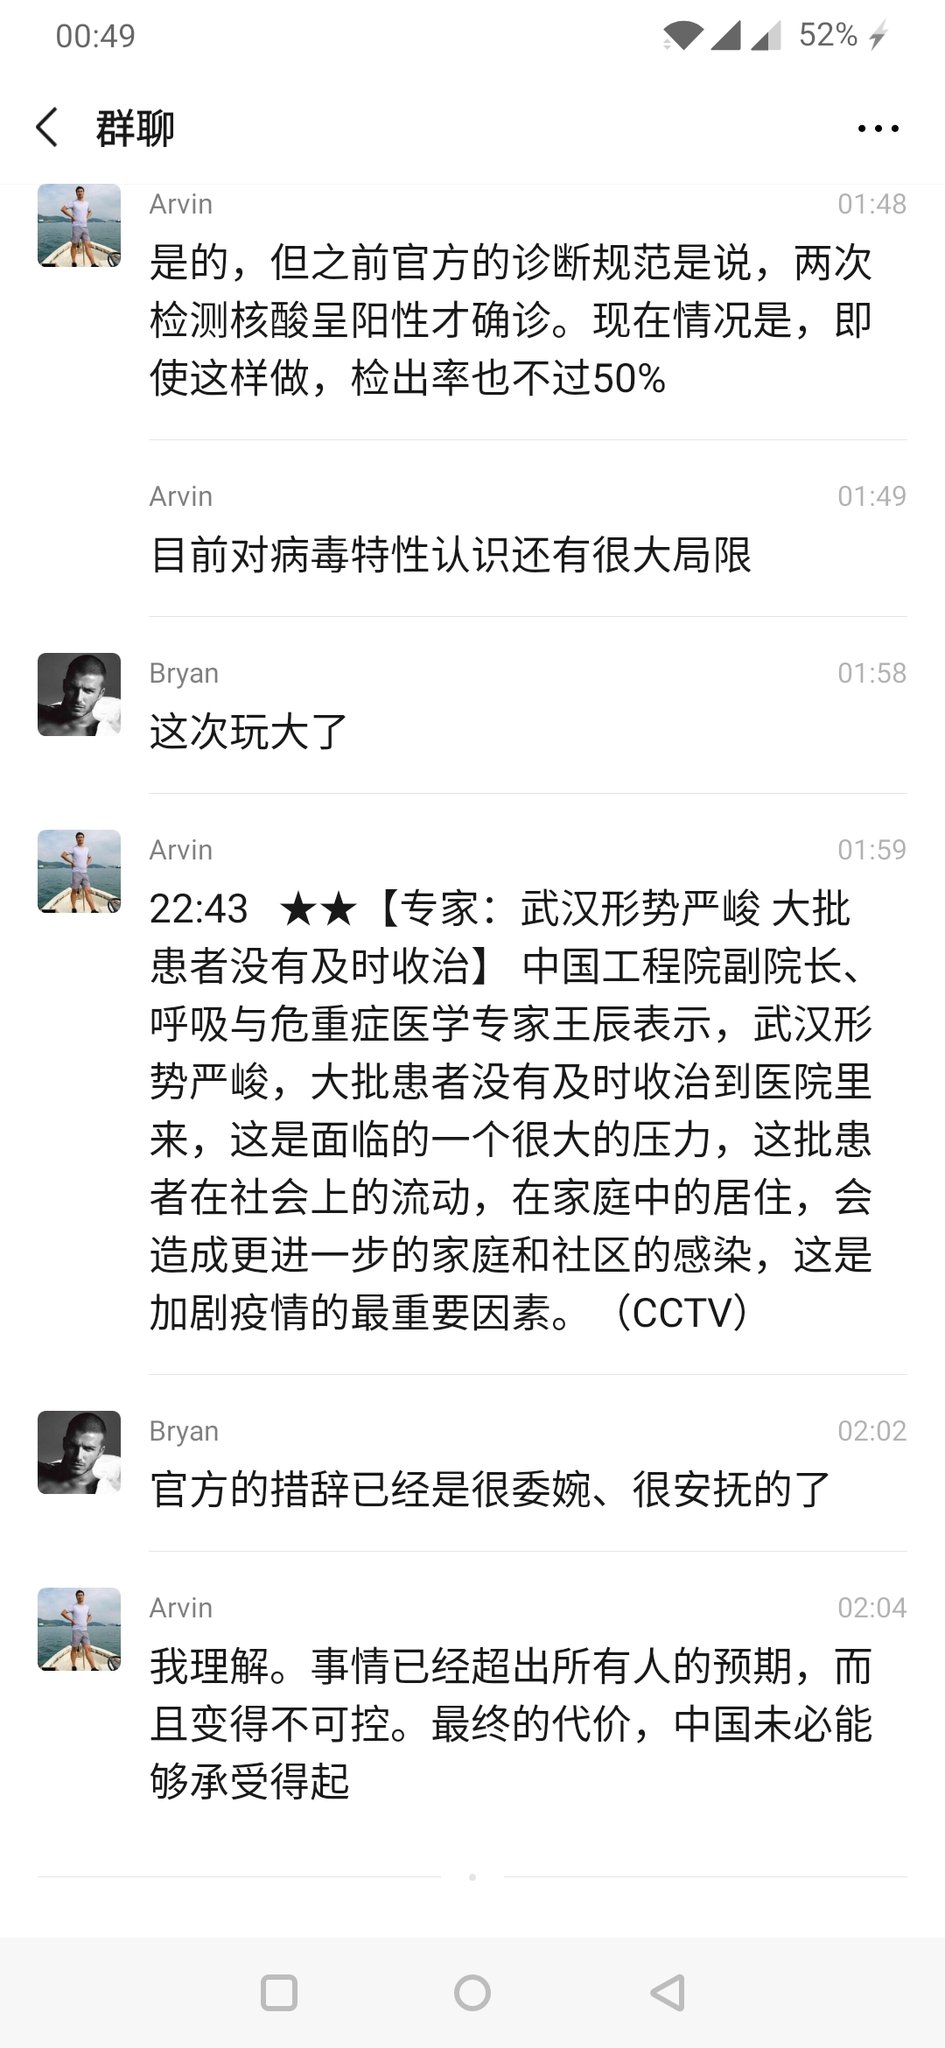 00:49
52%
群聊
Arvin 01:48
是的，但之前官方的诊断规范是说，两次
检测核酸呈阳性才确诊。现在情况是，即
使这样做，检出率也不过50%
Arvin 01:49
目前对病毒特性认识还有很大局限
Bryan 01:58
这次玩大了
Arvin 01:59
22:43 ★★【专家：武汉形势严峻 大批
患者没有及时收治】 中国工程院副院长、
呼吸与危重症医学专家王辰表示，武汉形
势严峻，大批患者没有及时收治到医院里
来，这是面临的一个很大的压力，这批患
者在社会上的流动，在家庭中的居住，会
造成更进一步的家庭和社区的感染，这是
加剧疫情的最重要因素。（CCTV）
Bryan 02:02
官方的措辞已经是很委婉、很安抚的了
Arvin 02:04
我理解。事情已经超出所有人的预期，而
且变得不可控。最终的代价，中国未必能
够承受得起